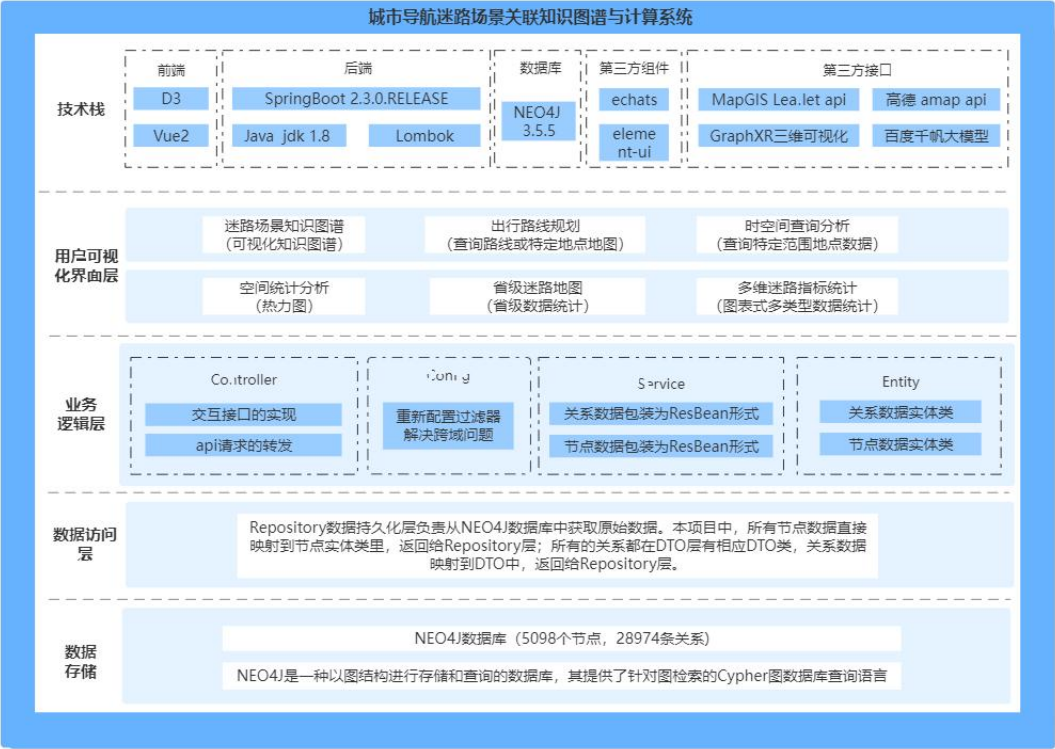 城市导航迷路场景关联知识图谱与计算系统
技术栈
前端
D3
Vue2
后端
SpringBoot 2.3.0.RELEASE
Java jdk 1.8
Lombok
数据库
NEO4J
3.5.5
第三方组件
echats
eleme
nt-ui
第三方接口
MapGIS Lea.let api
高德 amap api
GraphXR三维可视化
百度千帆大模型
用户可视
化界面层
迷路场景知识图谱
(可视化知识图谱)
出行路线规划
(查询路线或特定地点地图)
时空间查询分析
(查询特定范围地点数据)
空间统计分析
(热力图)
省级迷路地图
(省级数据统计)
多维迷路指标统计
(图表式多类型数据统计)
业务
逻辑层
Controller
交互接口的实现
api请求的转发
Config
重新配置过滤器
解决跨域问题
Service
关系数据包装为ResBean形式
节点数据包装为ResBean形式
Entity
关系数据实体类
节点数据实体类
数据访问
层
Repository数据持久化层负责从NEO4J数据库中获取原始数据。本项目中，所有节点数据直接
映射到节点实体类里，返回给Repository层；所有的关系都在DTO层有相应DTO类，关系数据
映射到DTO中，返回给Repository层。
数据
存储
NEO4J数据库（5098个节点，28974条关系）
NEO4J是一种以图结构进行存储和查询的数据库，其提供了针对图检索的Cypher图数据库查询语言